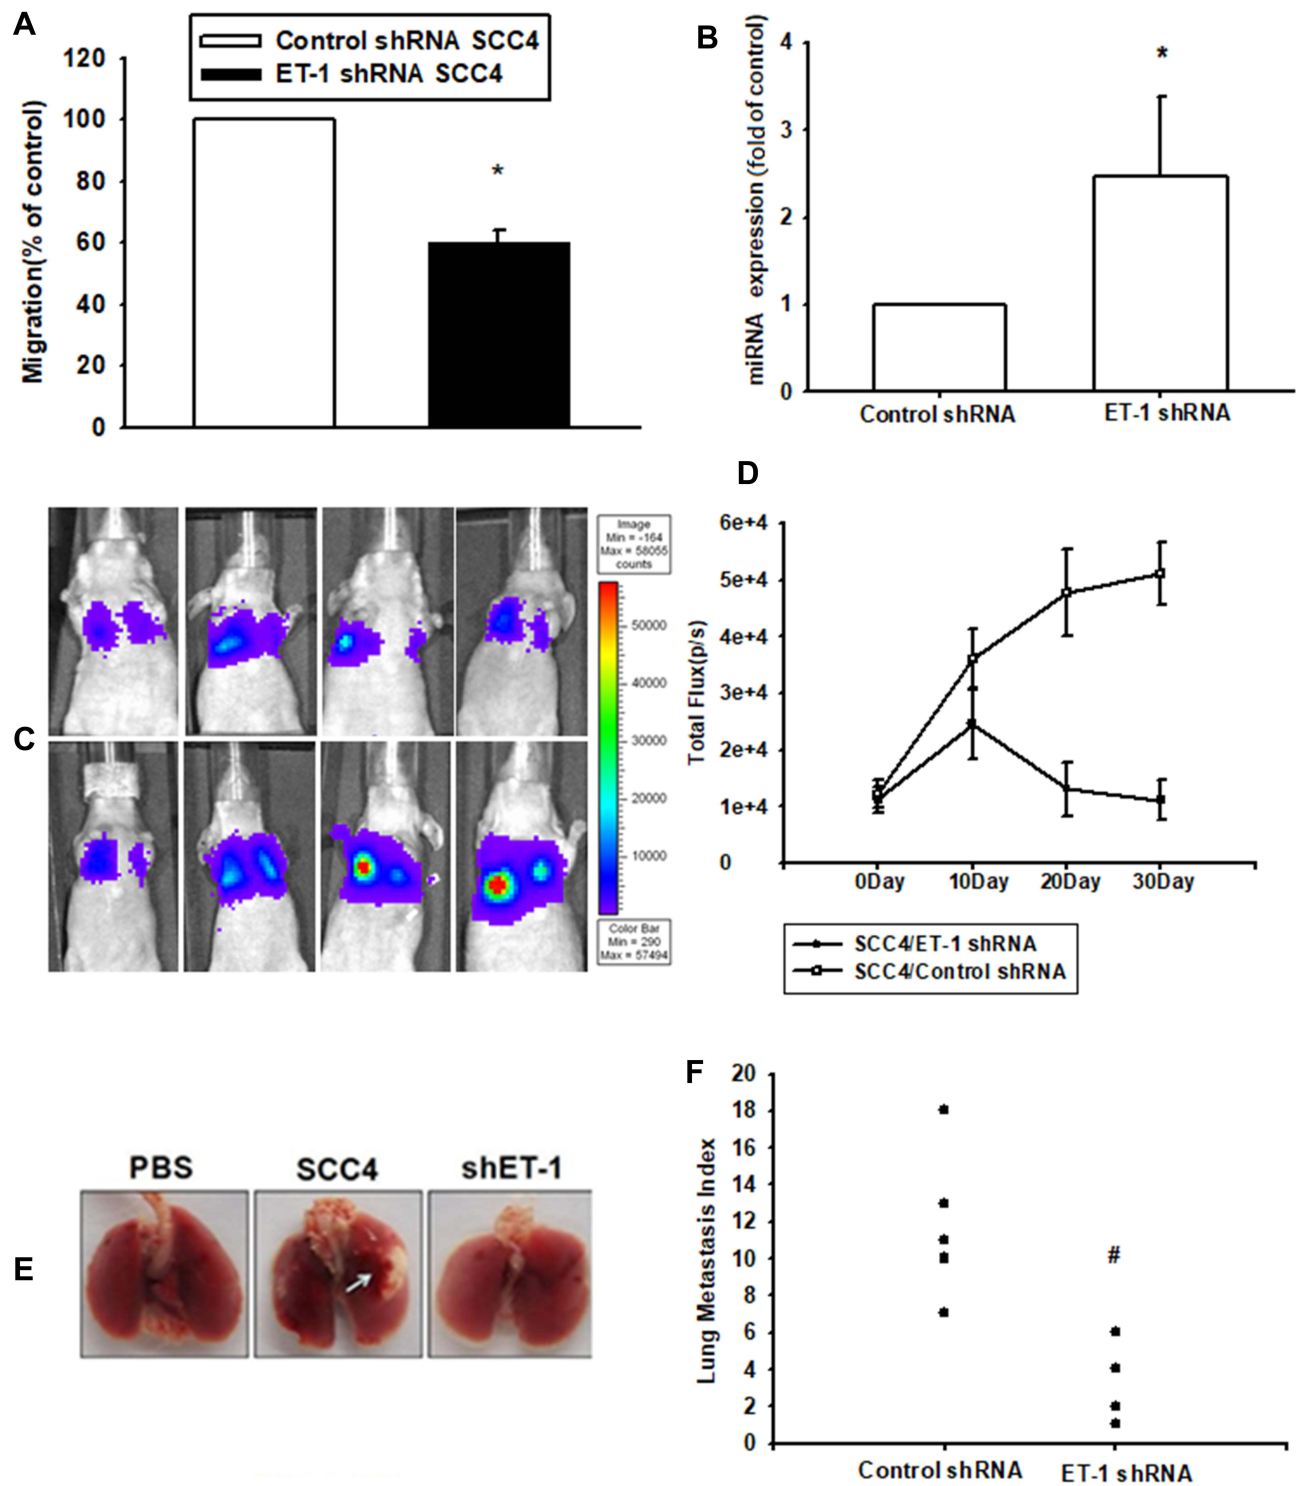 A
Control shRNA SCC4
ET-1 shRNA SCC4
120
100
80
60
40
20
0
Migration(% of control)
*
B
4
3
2
1
0
miRNA expression (fold of control)
*
Control shRNA
ET-1 shRNA
C
Image
Min = -164
Max = 58055
counts
50000
40000
30000
20000
10000
Color Bar
Min = 290
Max = 57494
D
6e+4
5e+4
4e+4
3e+4
2e+4
1e+4
0
Total Flux(p/s)
0Day
10Day
20Day
30Day
SCC4/ET-1 shRNA
SCC4/Control shRNA
E
PBS
SCC4
shET-1
F
20
18
16
14
12
10
8
6
4
2
0
Lung Metastasis Index
#
Control shRNA
ET-1 shRNA